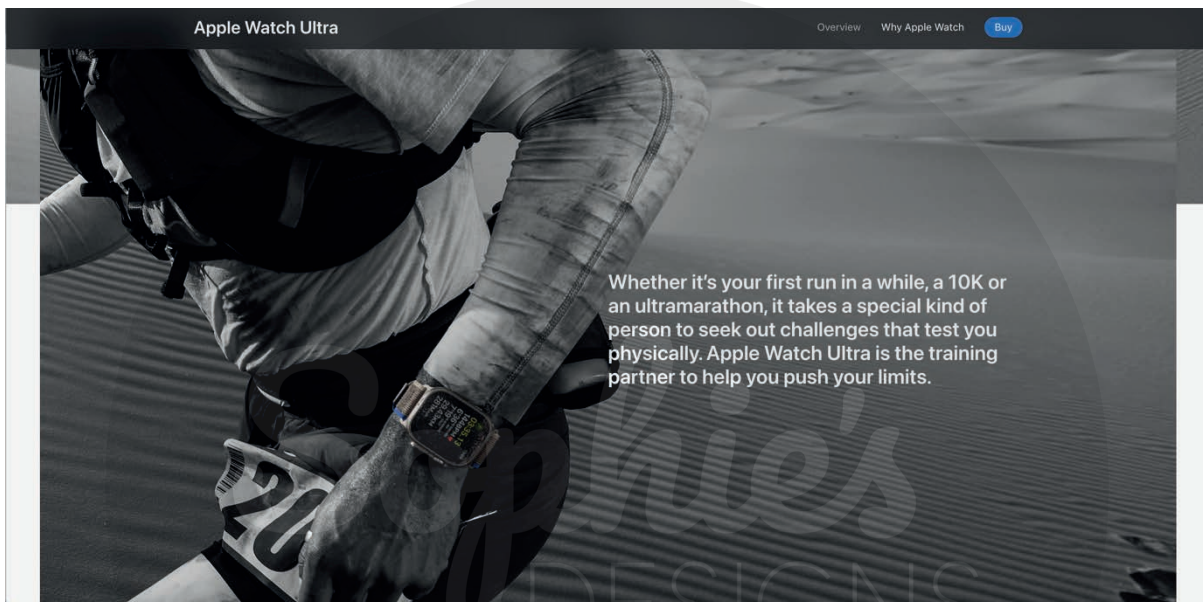 Apple Watch Ultra
Overview
Why Apple Watch
Buy
Whether it’s your first run in a while, a 10K or
an ultramarathon, it takes a special kind of
person to seek out challenges that test you
physically. Apple Watch Ultra is the training
partner to help you push your limits.
20
Sophie's
DESIGNS